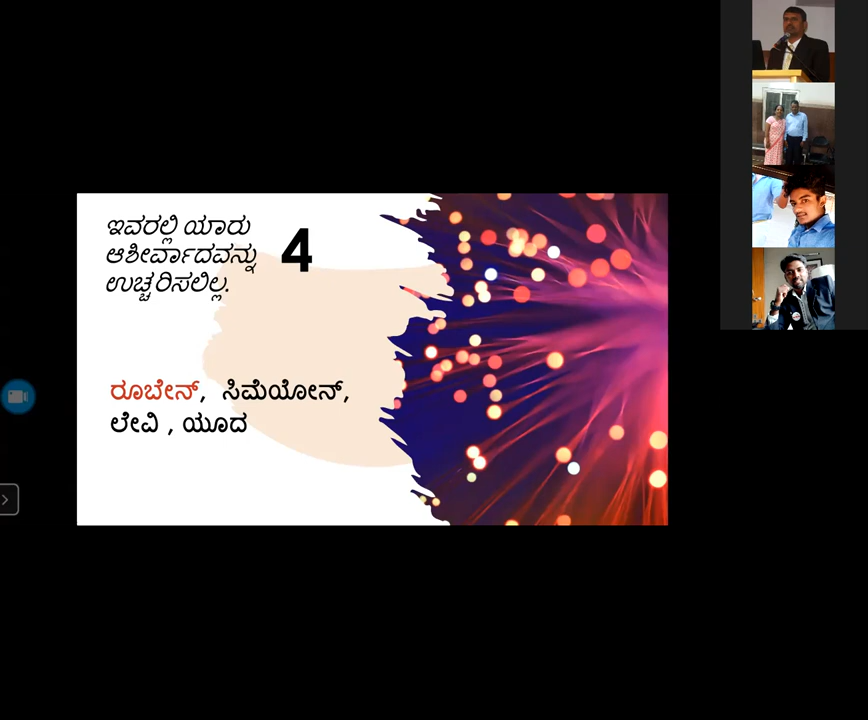 ಇವರಲ್ಲಿ ಯಾರು
ಆಶೀರ್ವಾದವನ್ನು
ಉಚ್ಚರಿಸಲಿಲ್ಲ.
4
ರೂಬೇನ್, ಸಿಮೆಯೋನ್,
ಲೇವಿ , ಯೂದ